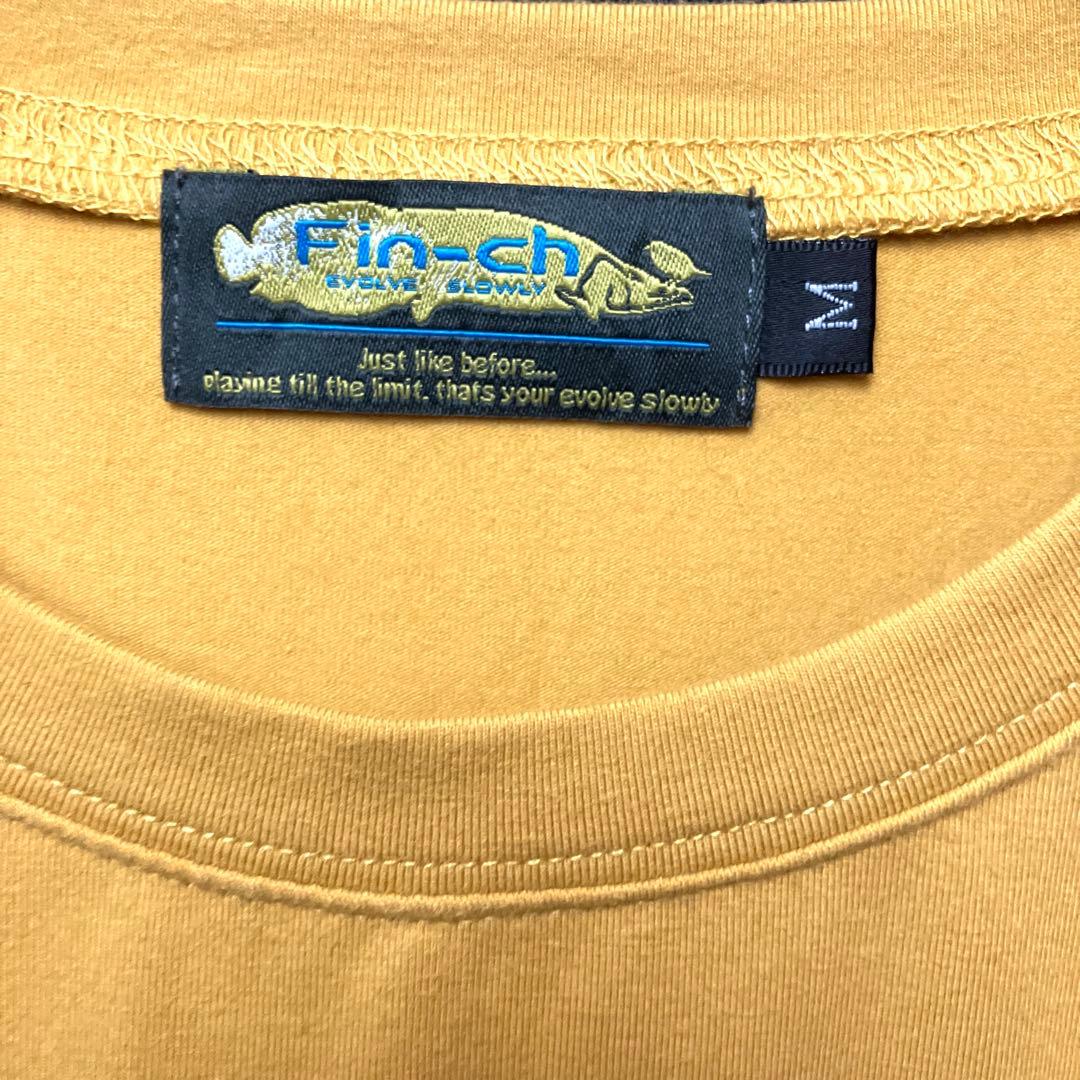 Fin-ch
EVOLVE SLOWLY
Just like before...
playing till the limit. thats your evolve slowly
M